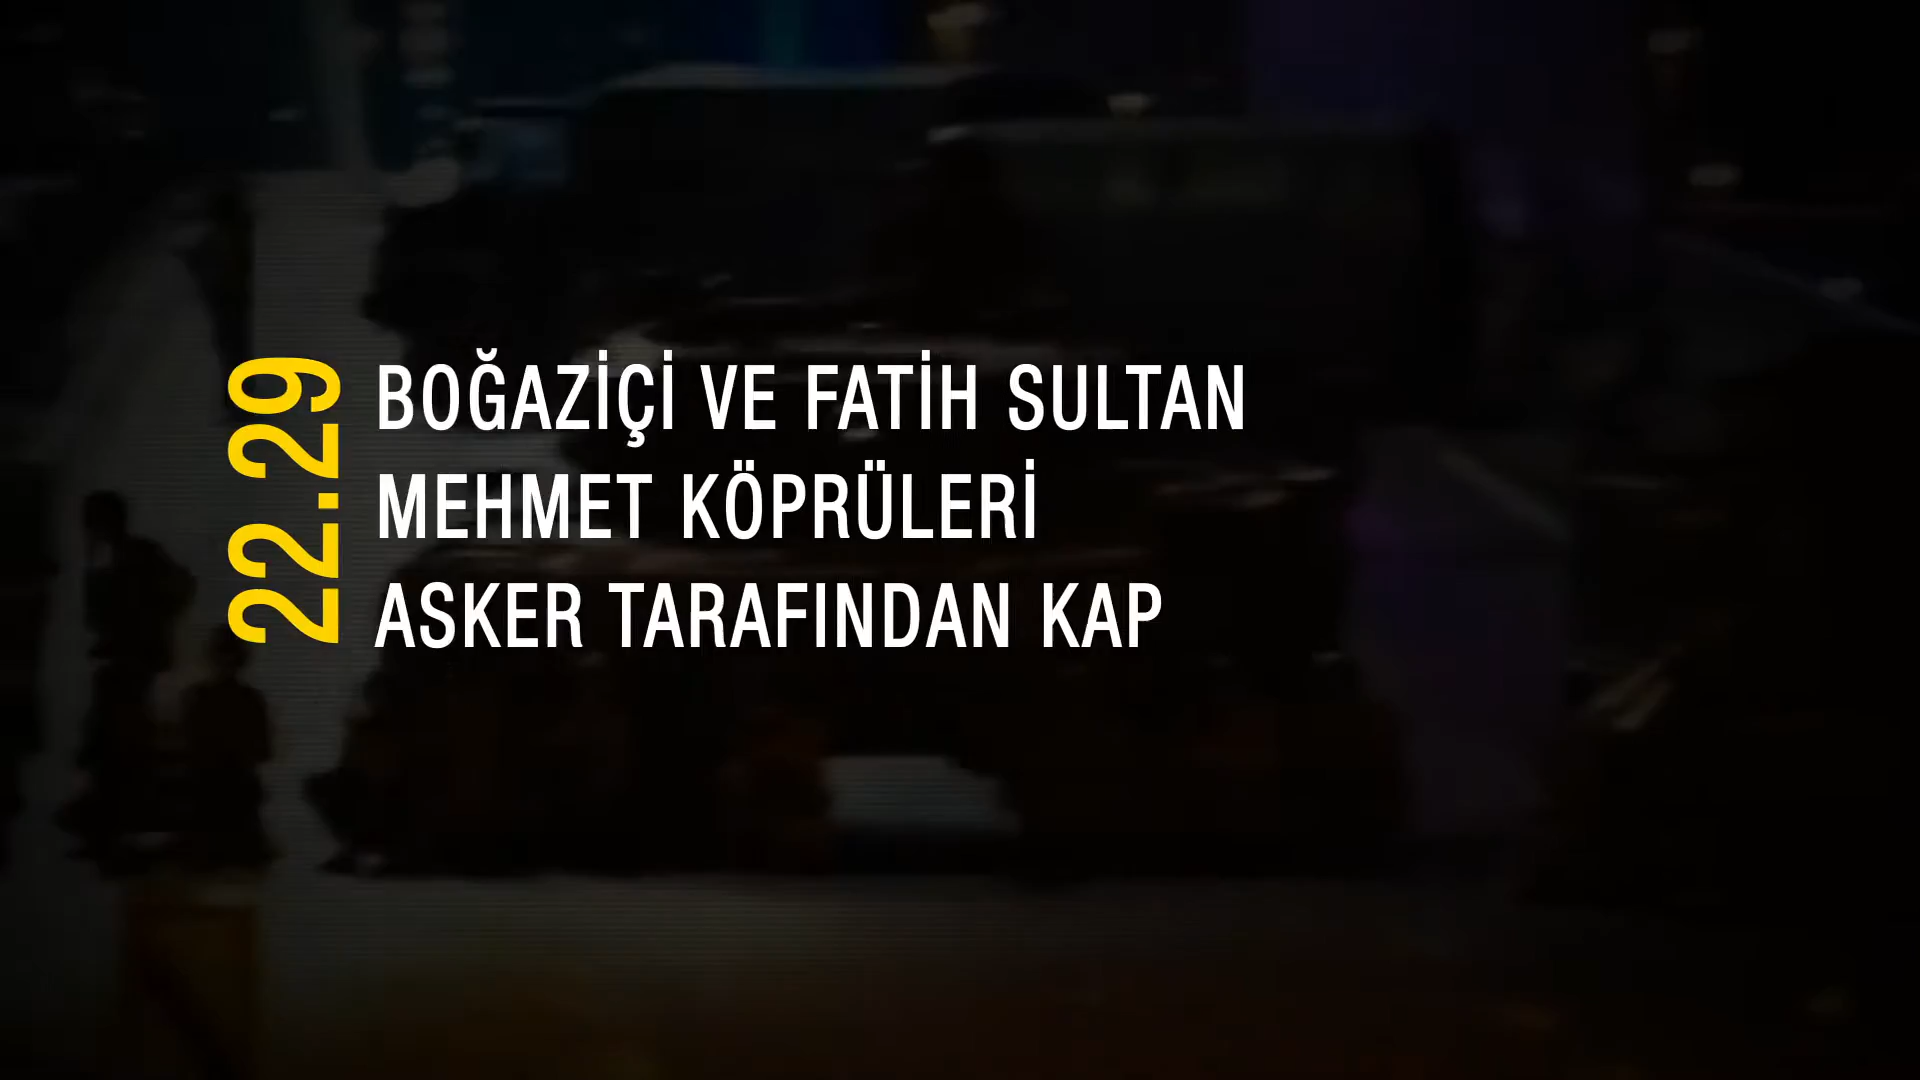 22.29
BOĞAZİÇİ VE FATİH SULTAN
MEHMET KÖPRÜLERİ
ASKER TARAFINDAN KAP